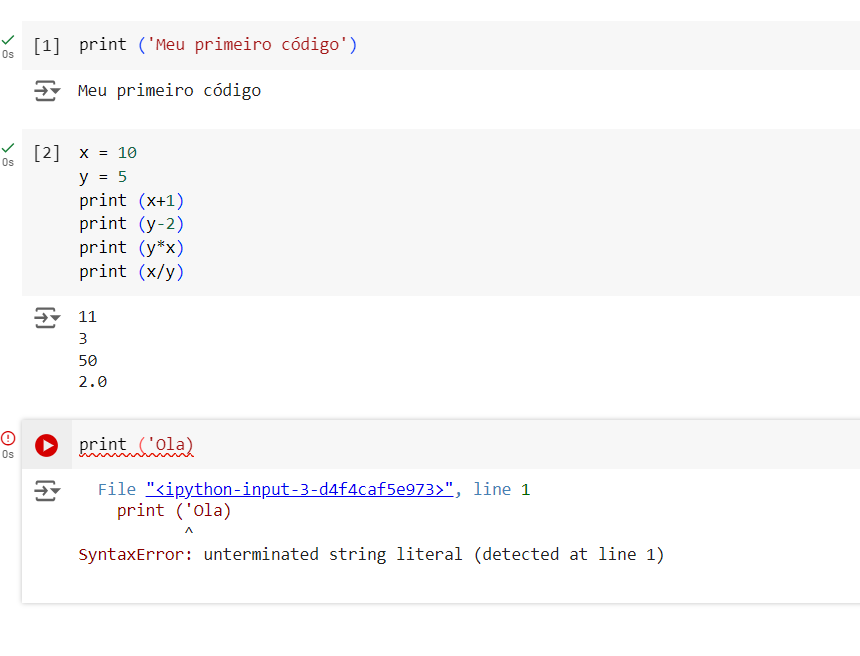 [1] print ('Meu primeiro código')
0s
Meu primeiro código
[2] x = 10
0s
y = 5
print (x+1)
print (y-2)
print (y*x)
print (x/y)
11
3
50
2.0
print ('Ola)
0s
File "<ipython-input-3-d4f4caf5e973>", line 1
print ('Ola)
^
SyntaxError: unterminated string literal (detected at line 1)